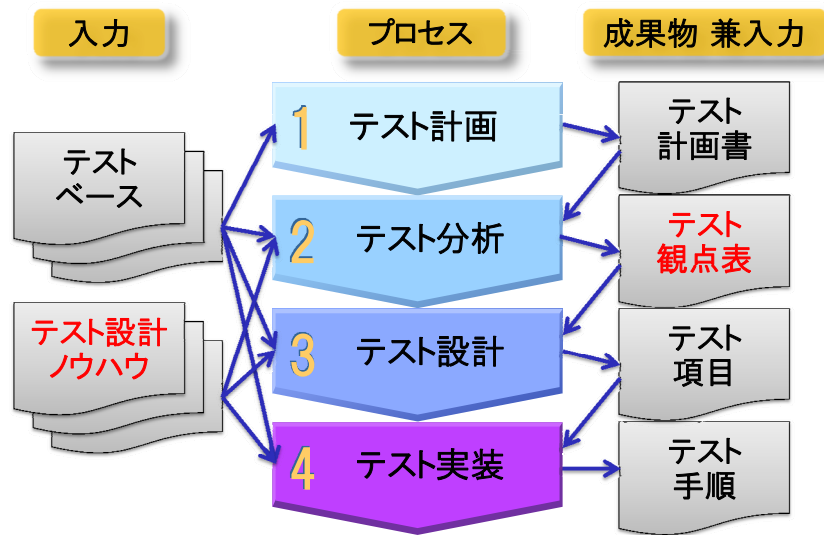 入力
プロセス
成果物 兼入力
テスト
ベース
テスト設計
ノウハウ
1 テスト計画
2 テスト分析
3 テスト設計
4 テスト実装
テスト
計画書
テスト
観点表
テスト
項目
テスト
手順